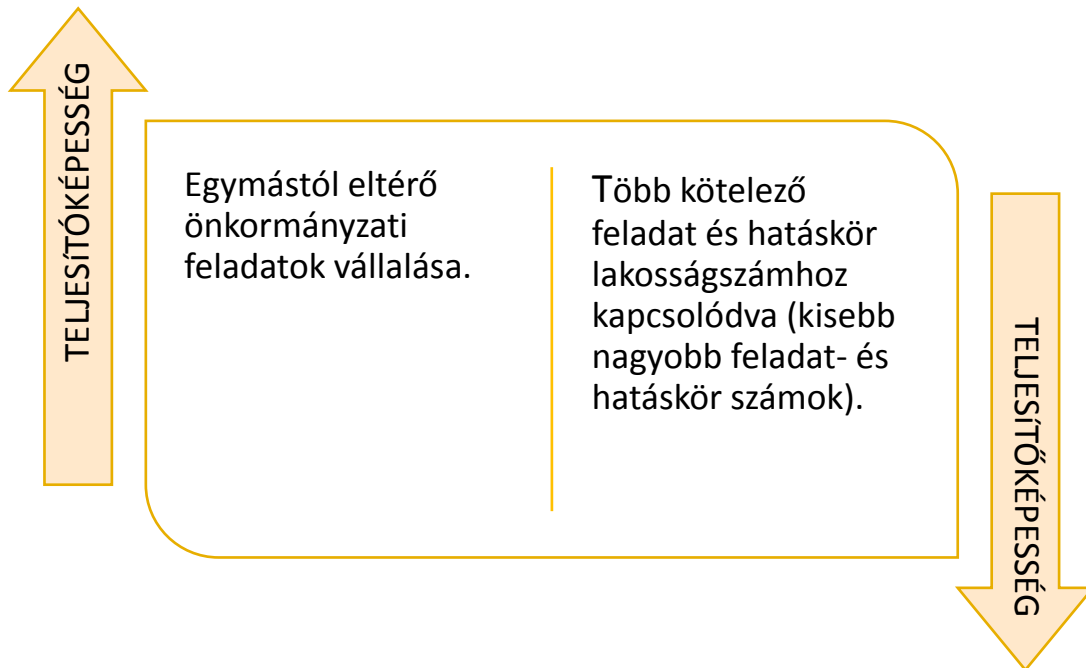 TELJESÍTÓKÉPESSÉG
Egymástól eltérő
önkormányzati
feladatok vállalása.
Több kötelező
feladat és hatáskör
lakosságszámhoz
kapcsolódva (kisebb
nagyobb feladat- és
hatáskör számok).
TELJESÍTŐKÉPESSÉG